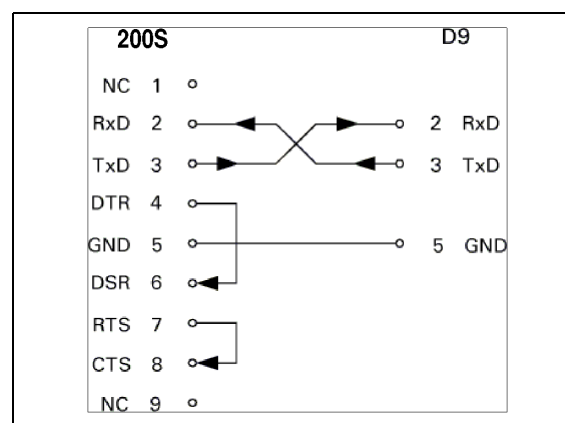 200S D9
NC 1
RxD 2 2 RxD
TxD 3 3 TxD
DTR 4
GND 5 5 GND
DSR 6
RTS 7
CTS 8
NC 9